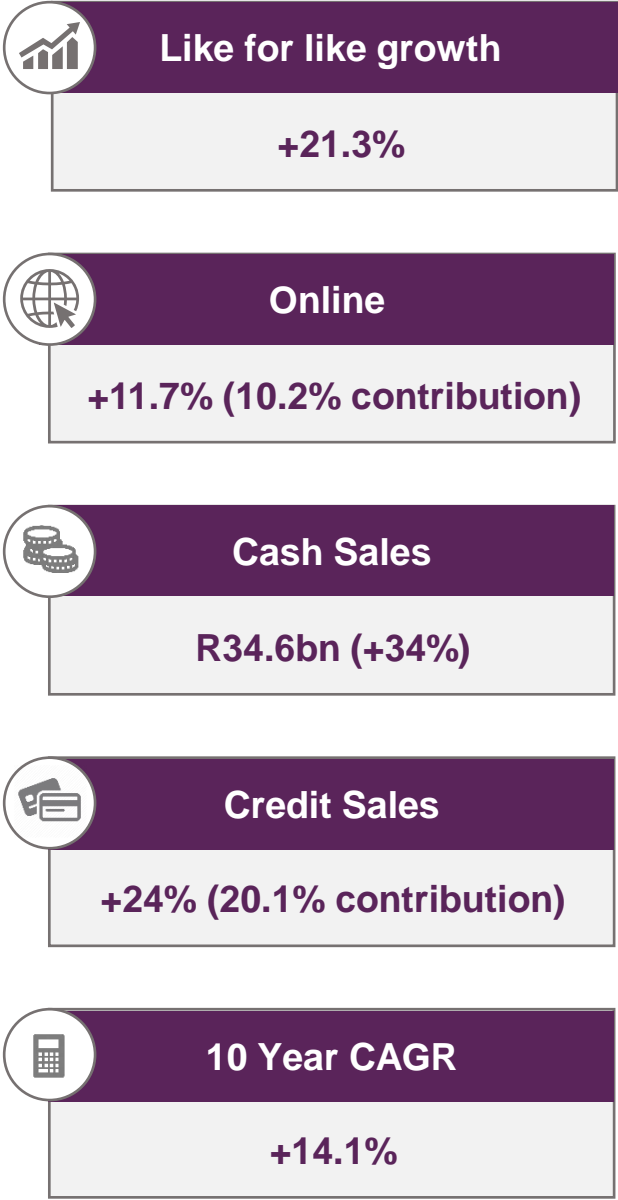 Like for like growth
+21.3%
Online
+11.7% (10.2% contribution)
Cash Sales
R34.6bn (+34%)
Credit Sales
+24% (20.1% contribution)
10 Year CAGR
+14.1%